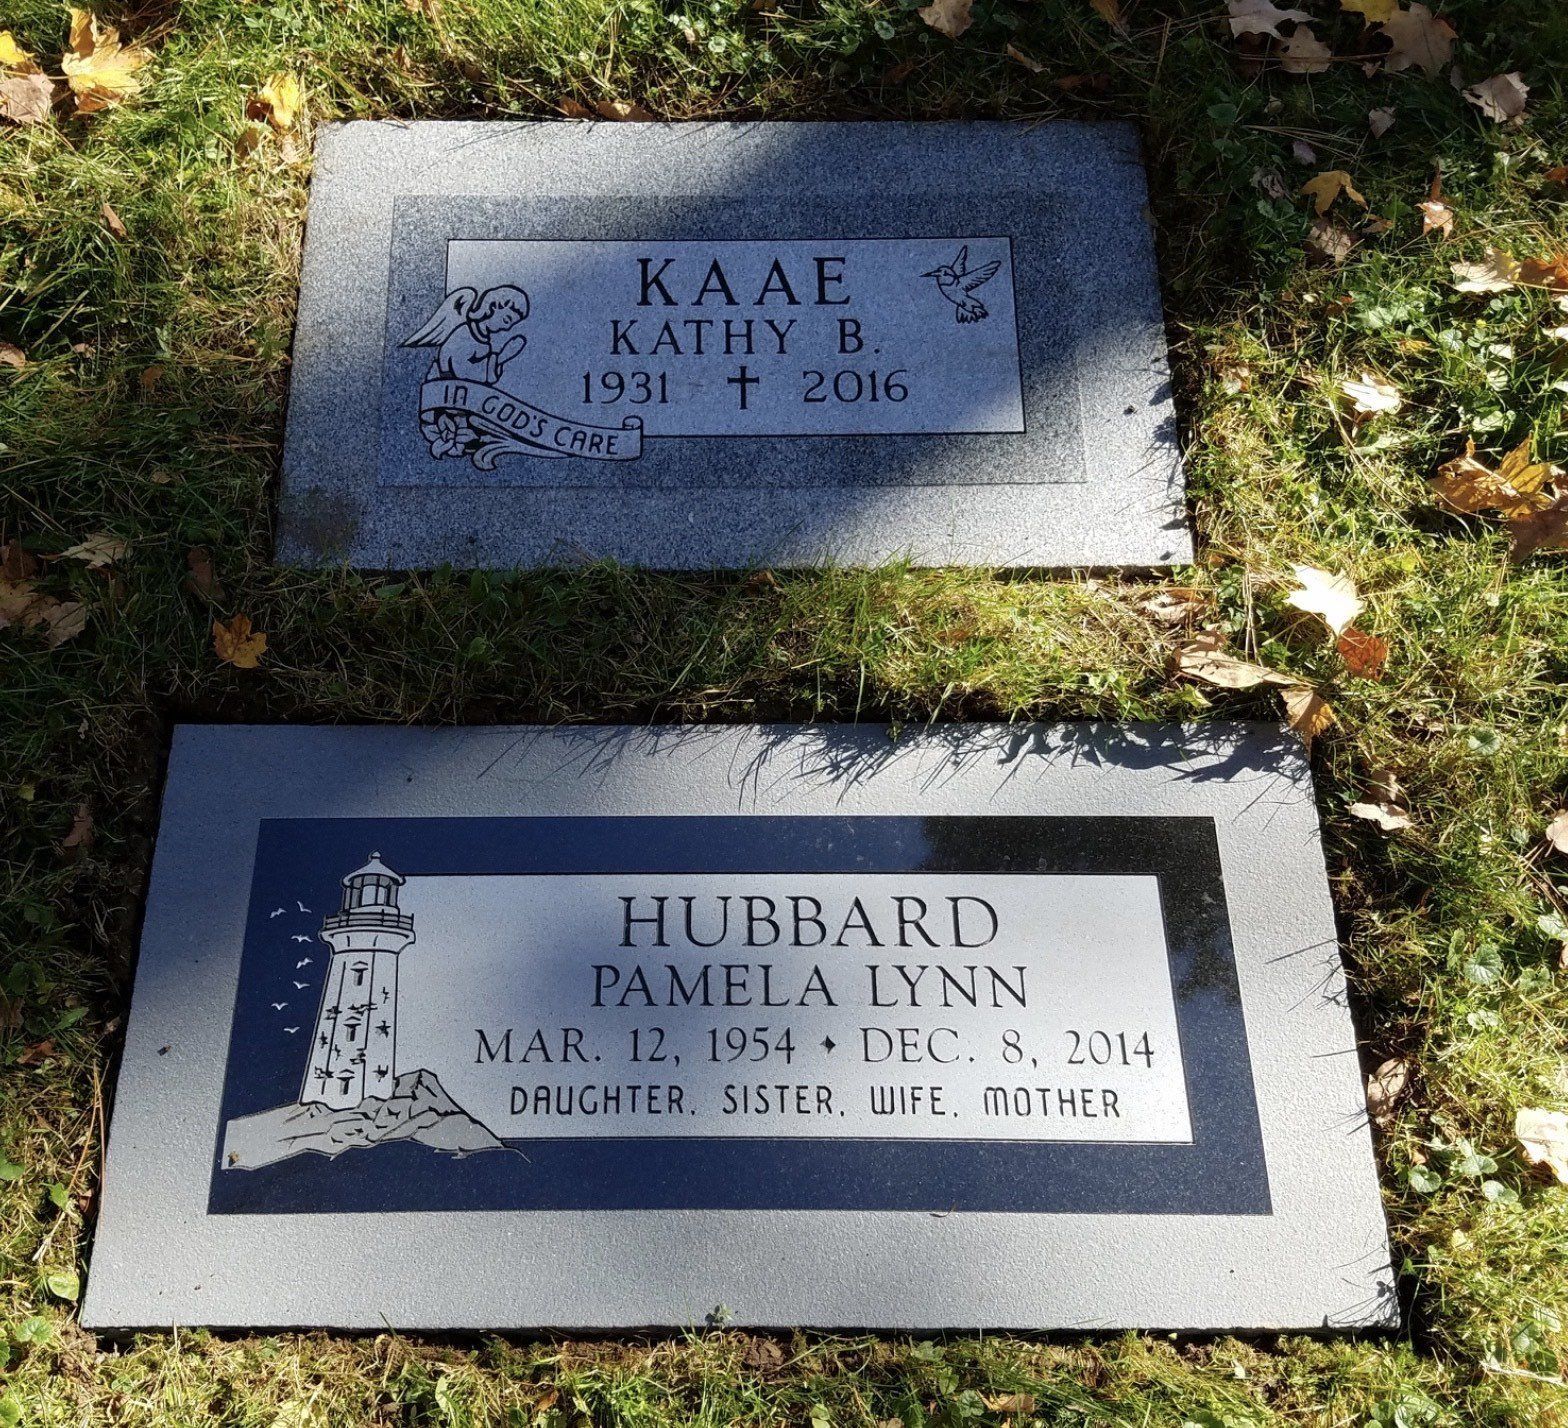 KAAE
KATHY B.
1931 † 2016
IN GOD'S CARE
HUBBARD
PAMELA LYNN
MAR. 12, 1954 ♦ DEC. 8, 2014
DAUGHTER. SISTER. WIFE. MOTHER